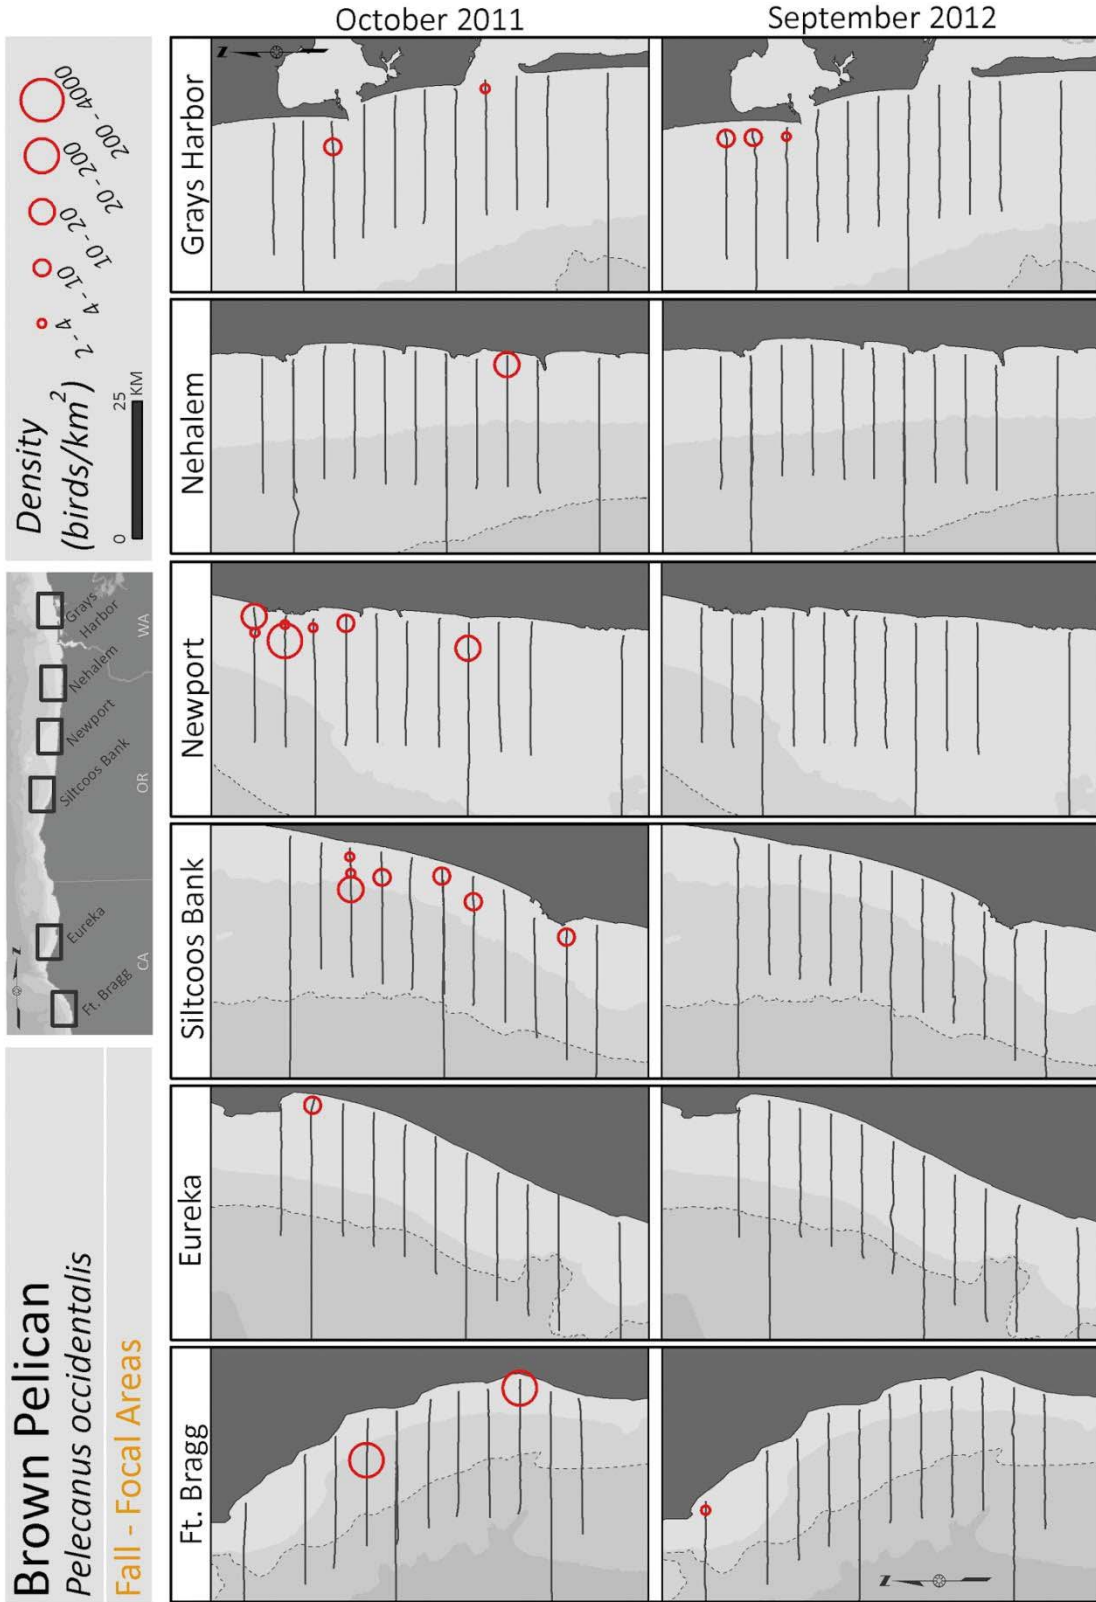 Brown Pelican
Pelecanus occidentalis
Fall - Focal Areas
N
Ft. Bragg
Eureka
Siltcoos Bank
Newport
Nehalem
Grays
Harbor
CA
OR
WA
Density
(birds/km²)
2 - 4
4 - 10
10 - 20
20 - 200
200 - 4000
0
25
KM
October 2011
September 2012
Grays Harbor
N
Nehalem
Newport
Siltcoos Bank
Eureka
Ft. Bragg
N